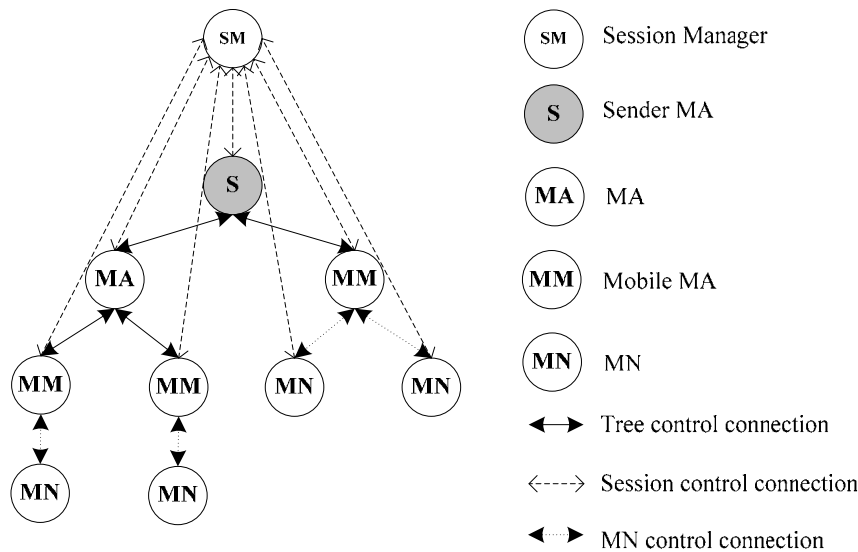 SM
S
MA
MM
MM
MM
MN
MN
MN
MN
SM Session Manager
S Sender MA
MA MA
MM Mobile MA
MN MN
Tree control connection
Session control connection
MN control connection